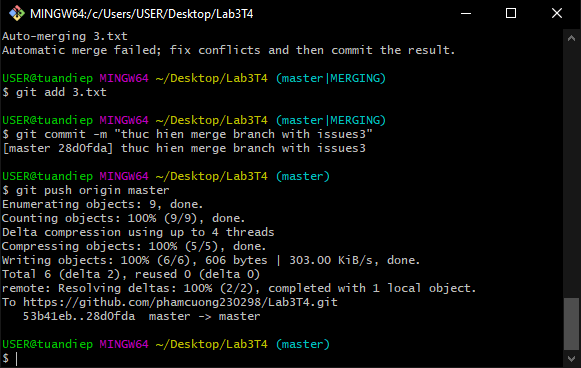 MINGW64:/c/Users/USER/Desktop/Lab3T4
Auto-merging 3.txt
Automatic merge failed; fix conflicts and then commit the result.
USER@tuandiep MINGW64 ~/Desktop/Lab3T4 (master|MERGING)
$ git add 3.txt
USER@tuandiep MINGW64 ~/Desktop/Lab3T4 (master|MERGING)
$ git commit -m "thuc hien merge branch with issues3"
[master 28d0fda] thuc hien merge branch with issues3
USER@tuandiep MINGW64 ~/Desktop/Lab3T4 (master)
$ git push origin master
Enumerating objects: 9, done.
Counting objects: 100% (9/9), done.
Delta compression using up to 4 threads
Compressing objects: 100% (5/5), done.
Writing objects: 100% (6/6), 606 bytes | 303.00 KiB/s, done.
Total 6 (delta 2), reused 0 (delta 0)
remote: Resolving deltas: 100% (2/2), completed with 1 local object.
To https://github.com/phamcuong230298/Lab3T4.git
   53b41eb..28d0fda  master -> master
USER@tuandiep MINGW64 ~/Desktop/Lab3T4 (master)
$